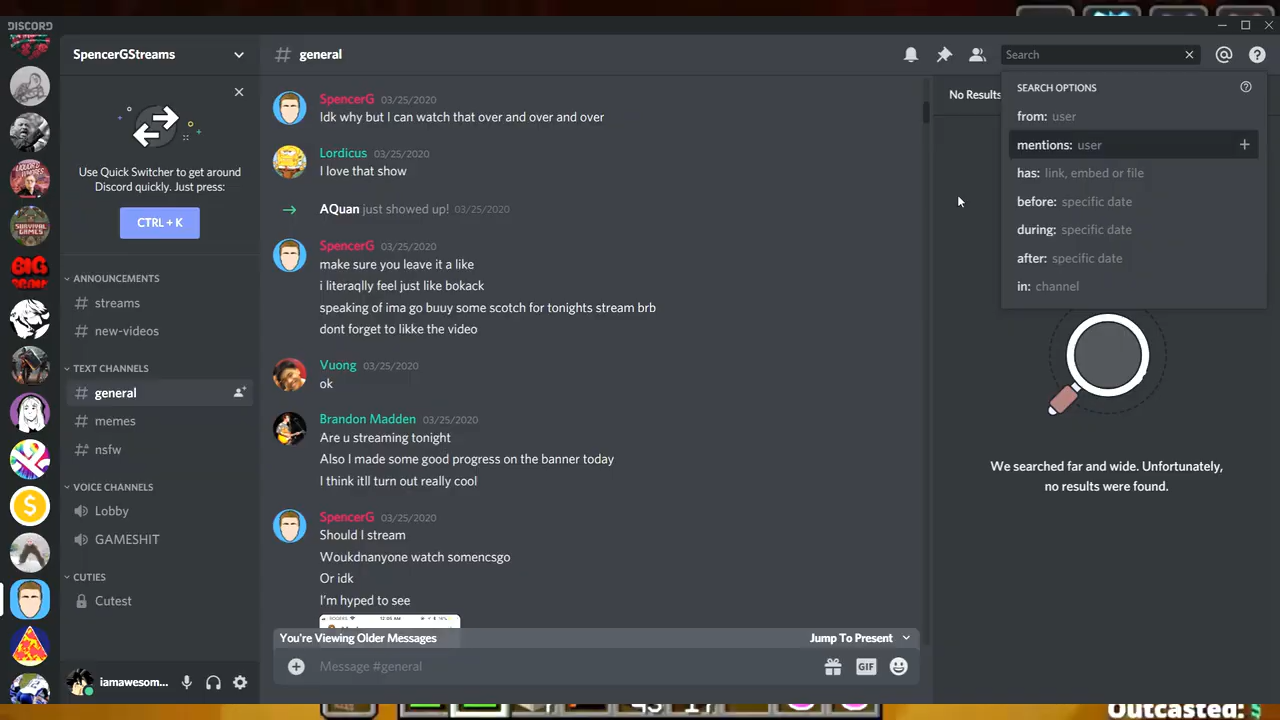 DISCORD
SpencerGStreams
Use Quick Switcher to get around
Discord quickly. Just press:
CTRL + K
ANNOUNCEMENTS
# streams
# new-videos
TEXT CHANNELS
# general
# memes
# nsfw
VOICE CHANNELS
Lobby
GAMESHIT
CUTIES
Cutest
iamawesom...
# general
SpencerG 03/25/2020
Idk why but I can watch that over and over and over
Lordicus 03/25/2020
I love that show
AQuan just showed up! 03/25/2020
SpencerG 03/25/2020
make sure you leave it a like
i literaqlly feel just like bokack
speaking of ima go buuy some scotch for tonights stream brb
dont forget to likke the video
Vuong 03/25/2020
ok
Brandon Madden 03/25/2020
Are u streaming tonight
Also I made some good progress on the banner today
I think itll turn out really cool
SpencerG 03/25/2020
Should I stream
Woukdnanyone watch somencsgo
Or idk
I'm hyped to see
You're Viewing Older Messages
Jump To Present
Message #general
GIF
Search
No Results
SEARCH OPTIONS
from: user
mentions: user
has: link, embed or file
before: specific date
during: specific date
after: specific date
in: channel
We searched far and wide. Unfortunately,
no results were found.
Outcasted: $